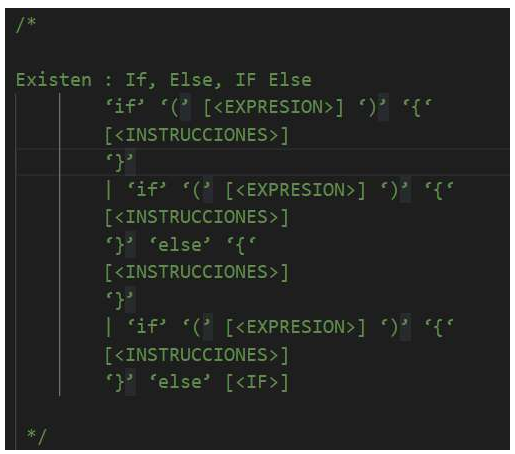 /*
Existen : If, Else, IF Else
‘if’ ‘(’ [<EXPRESION>] ‘)’ ‘{‘
[<INSTRUCCIONES>]
‘}’
| ‘if’ ‘(’ [<EXPRESION>] ‘)’ ‘{‘
[<INSTRUCCIONES>]
‘}’ ‘else’ ‘{‘
[<INSTRUCCIONES>]
‘}’
| ‘if’ ‘(’ [<EXPRESION>] ‘)’ ‘{‘
[<INSTRUCCIONES>]
‘}’ ‘else’ [<IF>]
*/